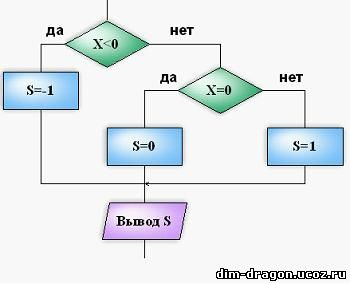 да
X<0
нет
S=-1
да
X=0
нет
S=0
S=1
Вывод S
dim-dragon.ucoz.ru